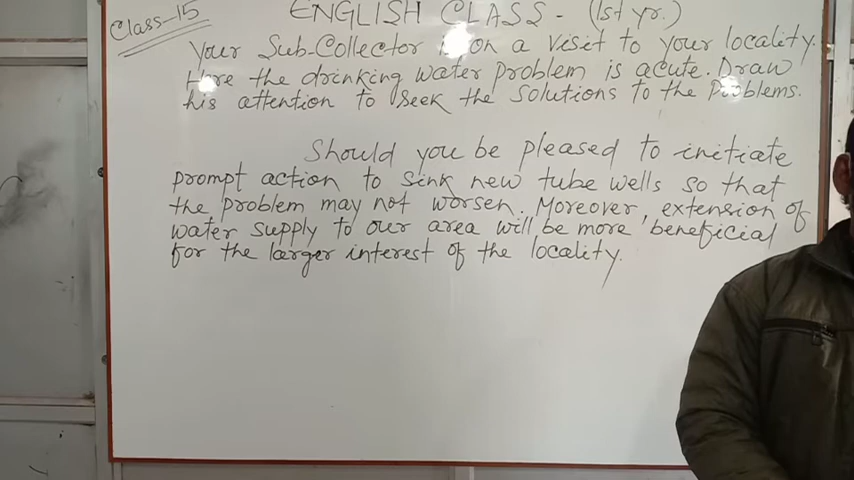 Class-15
ENGLISH CLASS - (1st yr.)
Your Sub-Collector is on a visit to your locality.
Here the drinking water problem is acute. Draw
his attention to seek the solutions to the problems.
Should you be pleased to initiate
prompt action to sink new tube wells so that
the problem may not worsen. Moreover, extension of
water supply to our area will be more beneficial
for the larger interest of the locality.